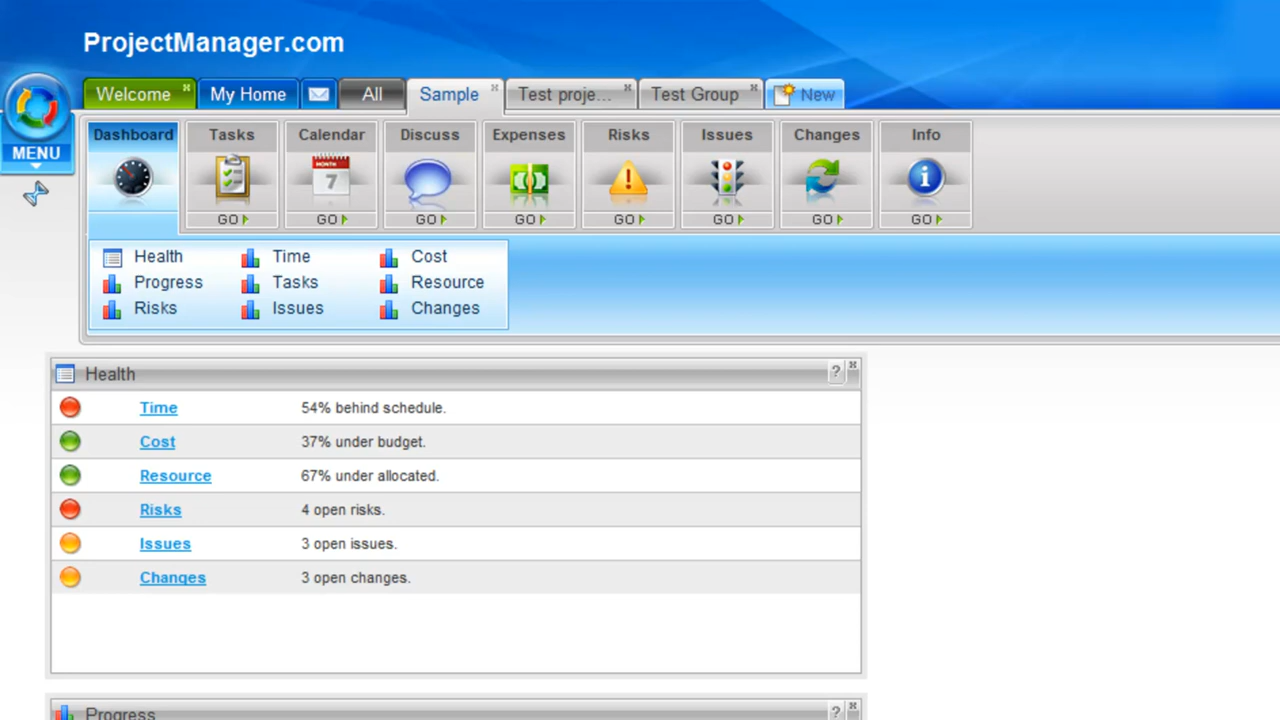 ProjectManager.com
Welcome My Home All Sample Test proje... Test Group New
MENU
Dashboard Tasks Calendar Discuss Expenses Risks Issues Changes Info
MONTH
7
GO GO GO GO GO GO GO GO
Health Time Cost
Progress Tasks Resource
Risks Issues Changes
Health ?
Time 54% behind schedule.
Cost 37% under budget.
Resource 67% under allocated.
Risks 4 open risks.
Issues 3 open issues.
Changes 3 open changes.
Progress ?